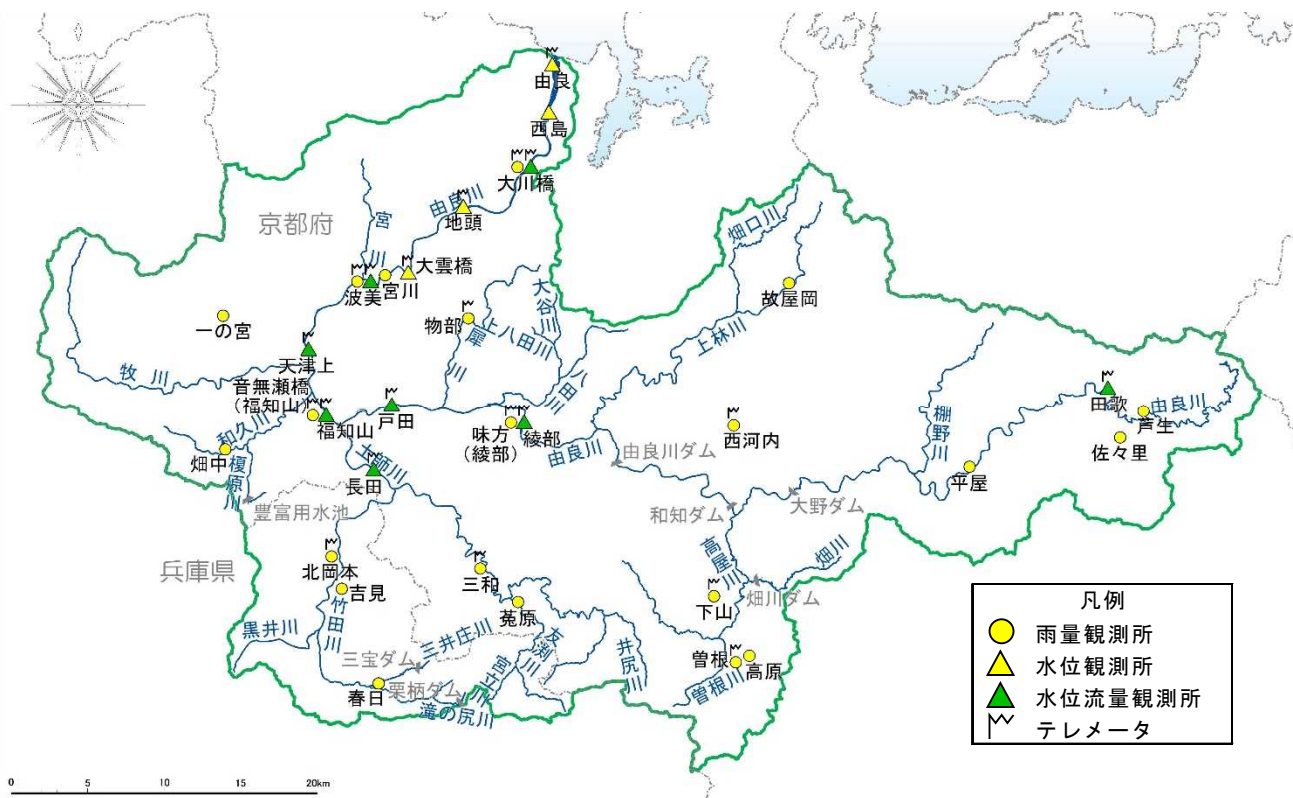 由良
西島
大川橋
由良川
地頭
京都府
宮川
大雲橋
波美
宮川
畑口川
故屋岡
大谷川
物部
上八田川
犀川
八田川
上林川
一の宮
天津上
牧川
音無瀬橋
(福知山)
福知山
戸田
味方
(綾部)
綾部
由良川
由良川ダム
西河内
棚野川
田歌
由良川
芦生
佐々里
平屋
和久川
畑中
榎原川
土師川
長田
豊富用水池
和知ダム
大野ダム
兵庫県
北岡本
吉見
竹田川
三和
菟原
高屋川
畑川
畑川ダム
下山
黒井川
三宝ダム
三井庄川
友渕川
井尻川
曽根
高原
曽根川
春日
栗柄ダム
宮川
滝の尻川
凡例
雨量観測所
水位観測所
水位流量観測所
テレメータ
0 5 10 15 20km